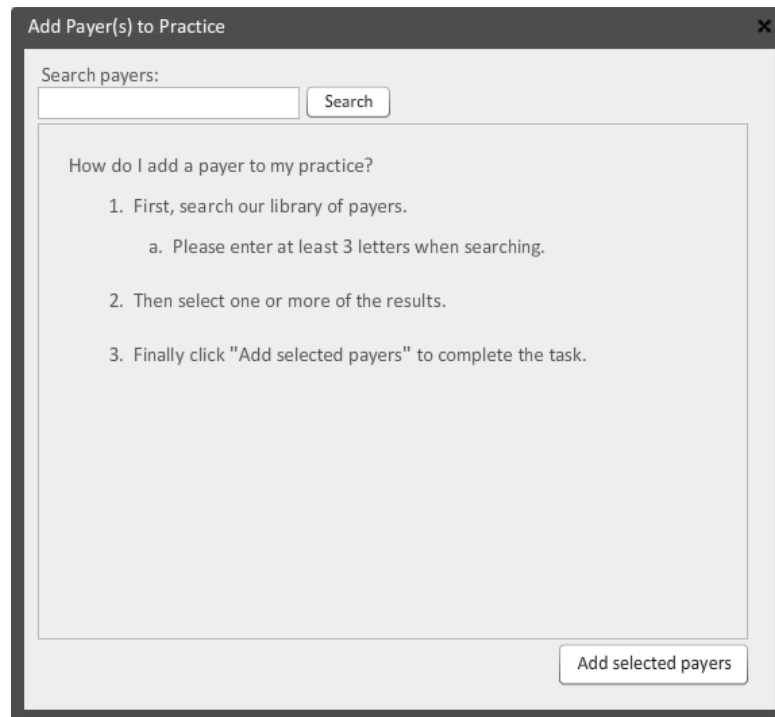 Add Payer(s) to Practice
Search payers:
Search
How do I add a payer to my practice?
1. First, search our library of payers.
a. Please enter at least 3 letters when searching.
2. Then select one or more of the results.
3. Finally click "Add selected payers" to complete the task.
Add selected payers